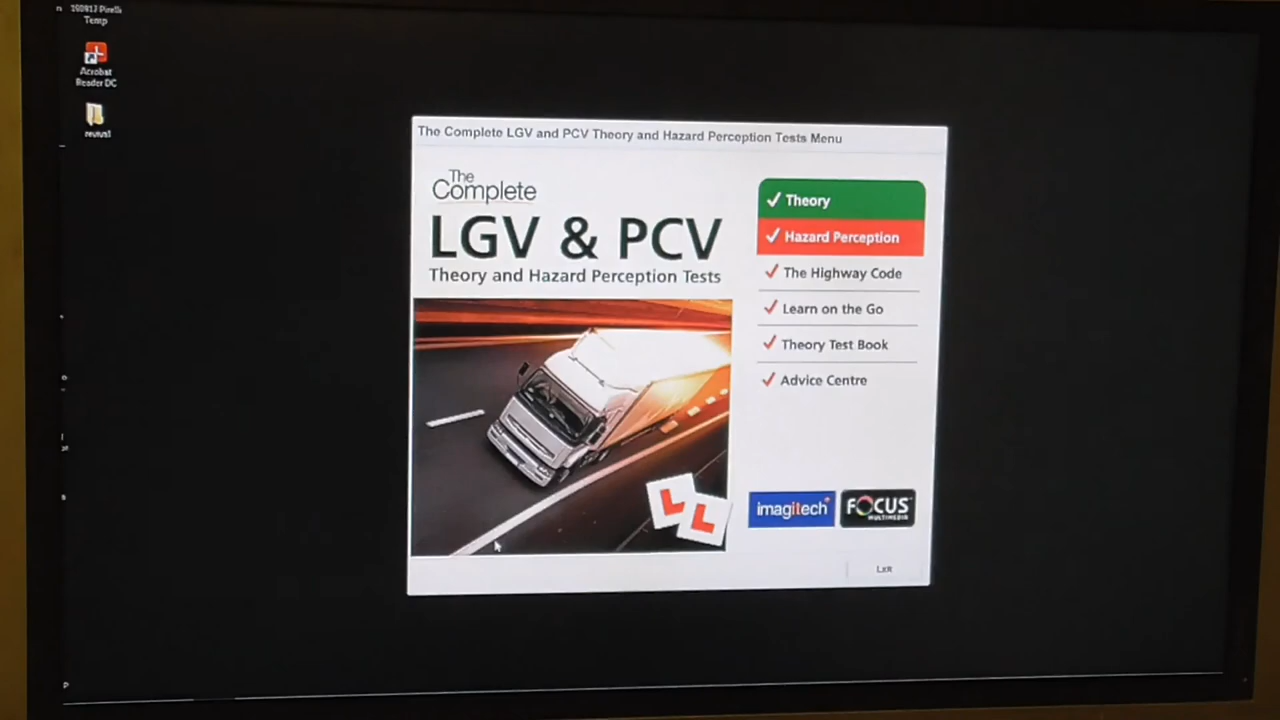 Temp
Acrobat
Reader DC
The Complete LGV and PCV Theory and Hazard Perception Tests Menu
The
Complete
LGV & PCV
Theory and Hazard Perception Tests
Theory
Hazard Perception
The Highway Code
Learn on the Go
Theory Test Book
Advice Centre
L L
imagitech
FOCUS
MULTIMEDIA